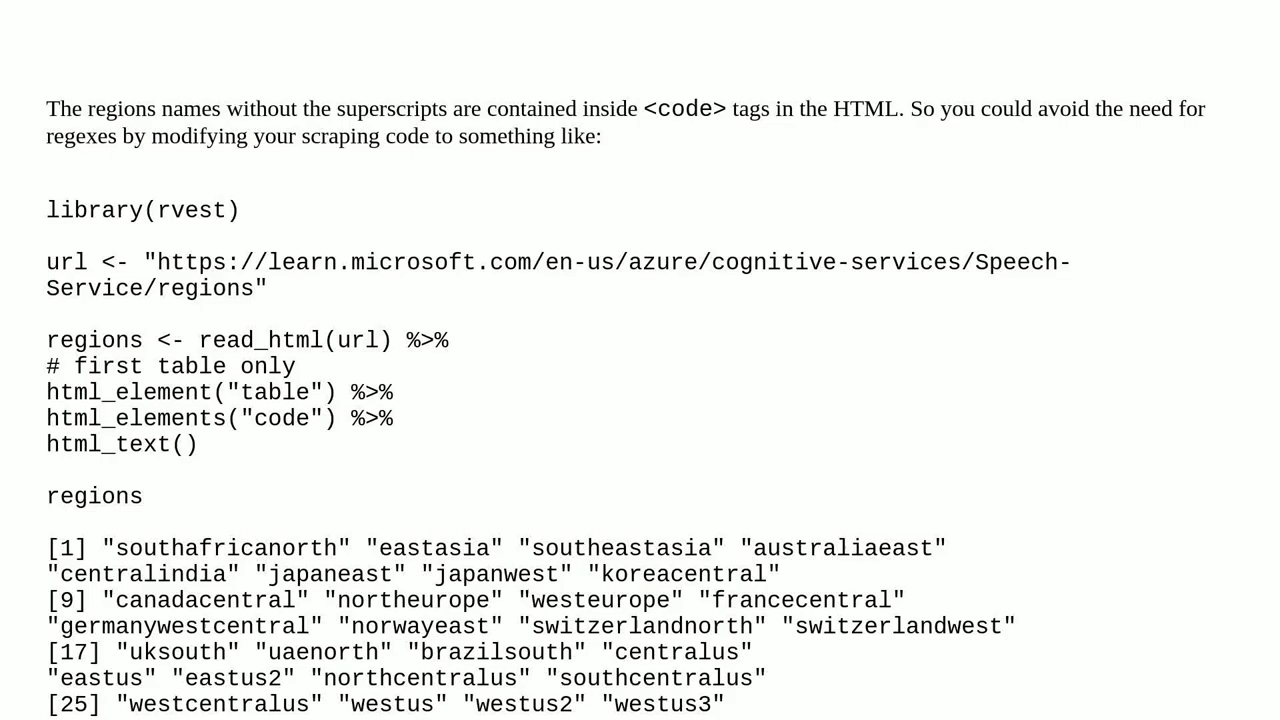 The regions names without the superscripts are contained inside <code> tags in the HTML. So you could avoid the need for
regexes by modifying your scraping code to something like:
library(rvest)
url <- "https://learn.microsoft.com/en-us/azure/cognitive-services/Speech-
Service/regions"
regions <- read_html(url) %>%
# first table only
html_element("table") %>%
html_elements("code") %>%
html_text()
regions
[1] "southafricanorth" "eastasia" "southeastasia" "australiaeast"
"centralindia" "japaneast" "japanwest" "koreacentral"
[9] "canadacentral" "northeurope" "westeurope" "francecentral"
"germanywestcentral" "norwayeast" "switzerlandnorth" "switzerlandwest"
[17] "uksouth" "uaenorth" "brazilsouth" "centralus"
"eastus" "eastus2" "northcentralus" "southcentralus"
[25] "westcentralus" "westus" "westus2" "westus3"